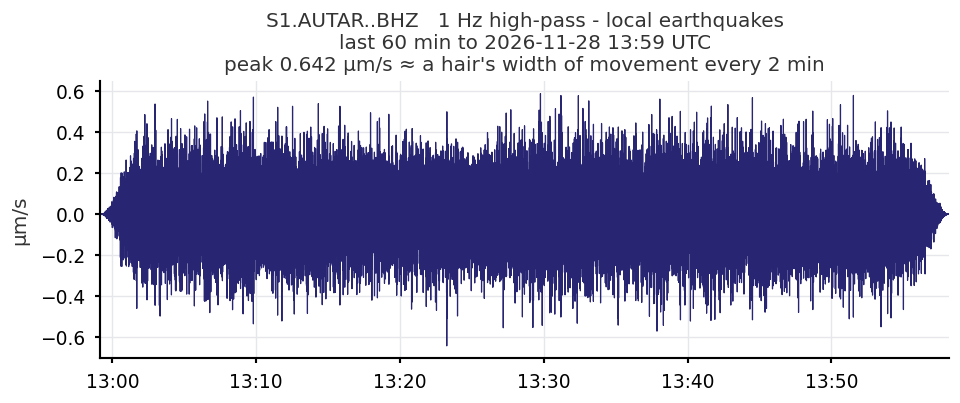 S1.AUTAR..BHZ   1 Hz high-pass - local earthquakes
last 60 min to 2026-11-28 13:59 UTC
peak 0.642 µm/s ≈ a hair's width of movement every 2 min
0.6
0.4
0.2
0.0
−0.2
−0.4
−0.6
µm/s
13:00 13:10 13:20 13:30 13:40 13:50